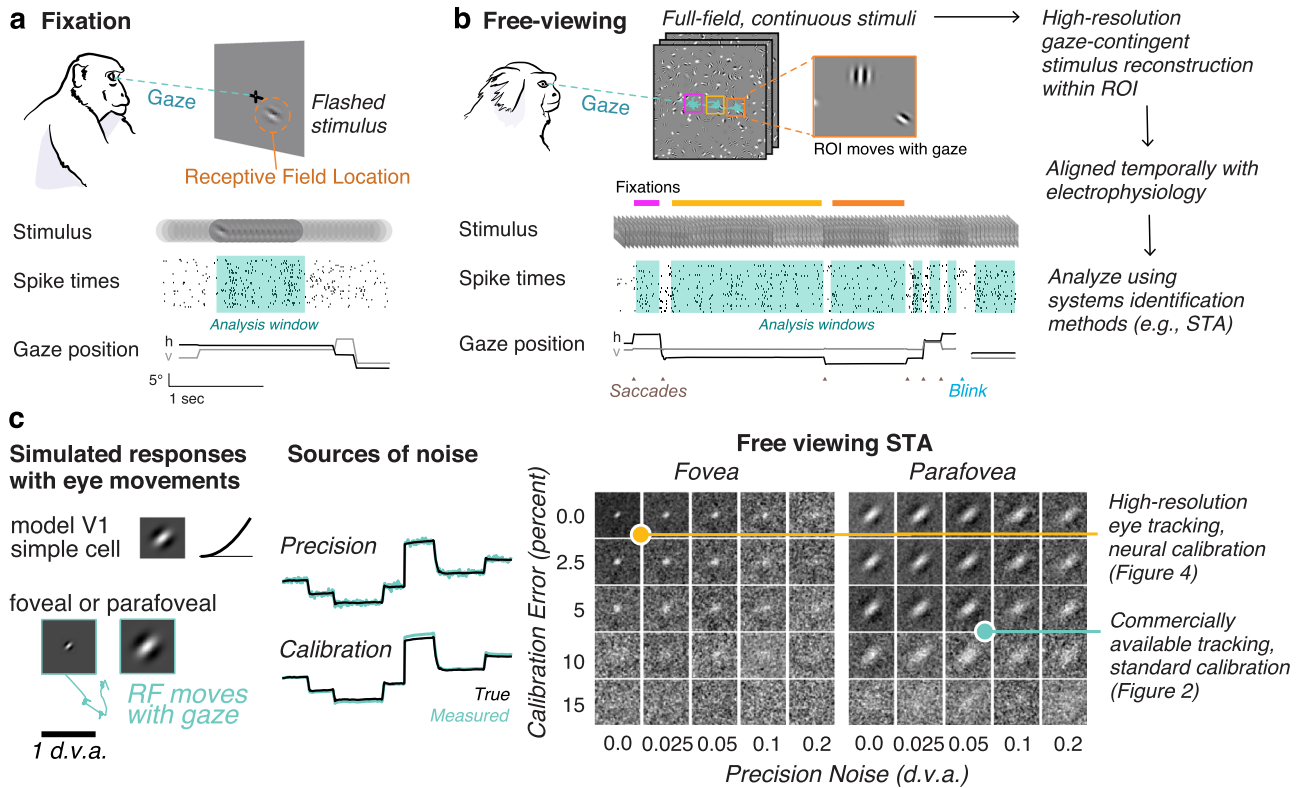 a Fixation
Gaze
Flashed
stimulus
Receptive Field Location
Stimulus
Spike times
Analysis window
Gaze position
h
v
5°
1 sec
b Free-viewing
Full-field, continuous stimuli
Gaze
ROI moves with gaze
High-resolution
gaze-contingent
stimulus reconstruction
within ROI
Aligned temporally with
electrophysiology
Analyze using
systems identification
methods (e.g., STA)
Fixations
Stimulus
Spike times
Analysis windows
Gaze position
h
v
Saccades
Blink
c
Simulated responses
with eye movements
model V1
simple cell
foveal or parafoveal
RF moves
with gaze
1 d.v.a.
Sources of noise
Precision
Calibration
True
Measured
Free viewing STA
Fovea
Parafovea
Calibration Error (percent)
0.0
2.5
5
10
15
0.0 0.025 0.05 0.1 0.2
0.0 0.025 0.05 0.1 0.2
Precision Noise (d.v.a.)
High-resolution
eye tracking,
neural calibration
(Figure 4)
Commercially
available tracking,
standard calibration
(Figure 2)